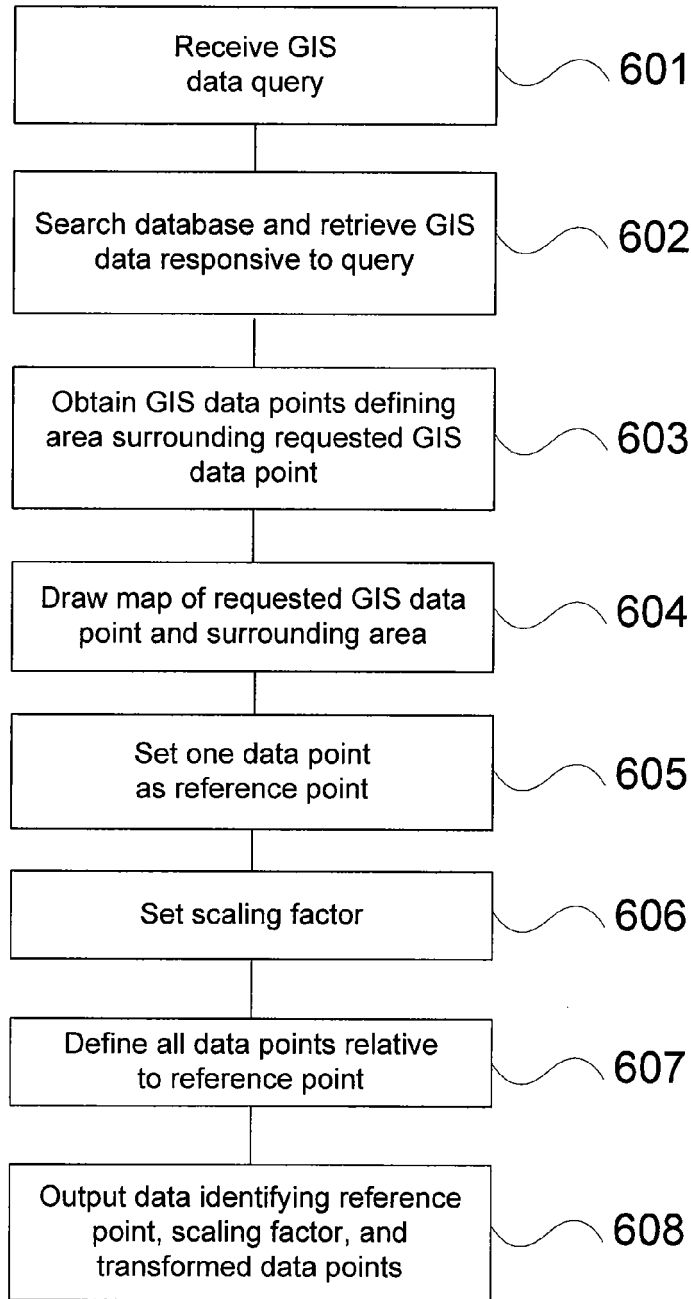 Receive GIS
data query
601
Search database and retrieve GIS
data responsive to query
602
Obtain GIS data points defining
area surrounding requested GIS
data point
603
Draw map of requested GIS data
point and surrounding area
604
Set one data point
as reference point
605
Set scaling factor
606
Define all data points relative
to reference point
607
Output data identifying reference
point, scaling factor, and
transformed data points
608